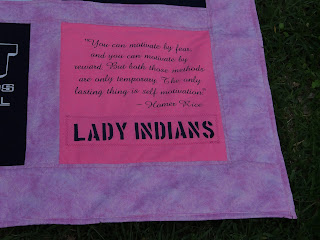 "You can motivate by fear,
and you can motivate by
reward. But both those methods
are only temporary. The only
lasting thing is self motivation."
- Homer Rice
LADY INDIANS